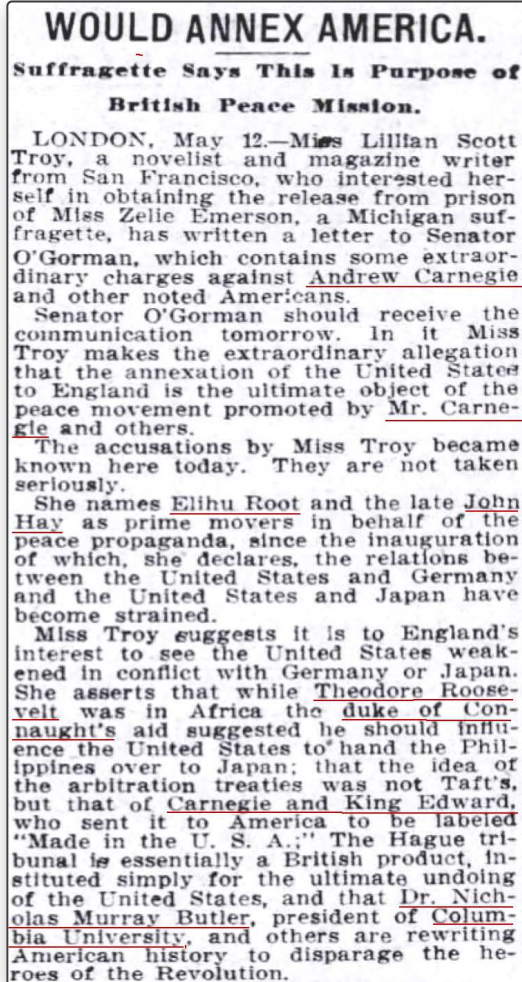 WOULD ANNEX AMERICA.
Suffragette Says This Is Purpose of
British Peace Mission.
LONDON, May 12.—Miss Lillian Scott
Troy, a novelist and magazine writer
from San Francisco, who interested her-
self in obtaining the release from prison
of Miss Zelie Emerson, a Michigan suf-
fragette, has written a letter to Senator
O'Gorman, which contains some extraor-
dinary charges against Andrew Carnegie
and other noted Americans.
Senator O'Gorman should receive the
communication tomorrow. In it Miss
Troy makes the extraordinary allegation
that the annexation of the United States
to England is the ultimate object of the
peace movement promoted by Mr. Carne-
gie and others.
The accusations by Miss Troy became
known here today. They are not taken
seriously.
She names Elihu Root and the late John
Hay as prime movers in behalf of the
peace propaganda, since the inauguration
of which, she declares, the relations be-
tween the United States and Germany
and the United States and Japan have
become strained.
Miss Troy suggests it is to England's
interest to see the United States weak-
ened in conflict with Germany or Japan.
She asserts that while Theodore Roose-
velt was in Africa the duke of Con-
naught's aid suggested he should influ-
ence the United States to hand the Phil-
ippines over to Japan; that the idea of
the arbitration treaties was not Taft's,
but that of Carnegie and King Edward,
who sent it to America to be labeled
"Made in the U. S. A.;" The Hague tri-
bunal is essentially a British product, in-
stituted simply for the ultimate undoing
of the United States, and that Dr. Nich-
olas Murray Butler, president of Colum-
bia University, and others are rewriting
American history to disparage the he-
roes of the Revolution.